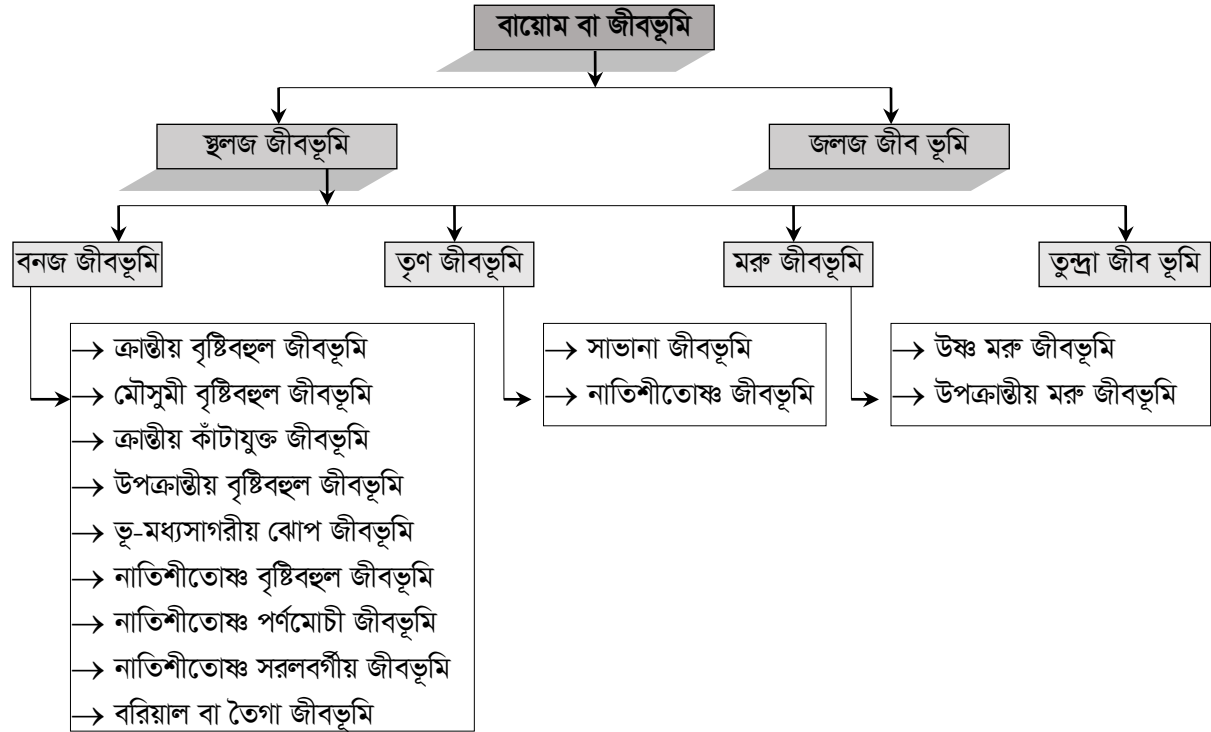 বায়োম বা জীবভূমি
স্থলজ জীবভূমি
জলজ জীব ভূমি
বনজ জীবভূমি
তৃণ জীবভূমি
মরু জীবভূমি
তুন্দ্রা জীব ভূমি
→ ক্রান্তীয় বৃষ্টিবহুল জীবভূমি
→ মৌসুমী বৃষ্টিবহুল জীবভূমি
→ ক্রান্তীয় কাঁটাযুক্ত জীবভূমি
→ উপক্রান্তীয় বৃষ্টিবহুল জীবভূমি
→ ভূ-মধ্যসাগরীয় ঝোপ জীবভূমি
→ নাতিশীতোষ্ণ বৃষ্টিবহুল জীবভূমি
→ নাতিশীতোষ্ণ পর্ণমোচী জীবভূমি
→ নাতিশীতোষ্ণ সরলবর্গীয় জীবভূমি
→ বরিয়াল বা তৈগা জীবভূমি
→ সাভানা জীবভূমি
→ নাতিশীতোষ্ণ জীবভূমি
→ উষ্ণ মরু জীবভূমি
→ উপক্রান্তীয় মরু জীবভূমি